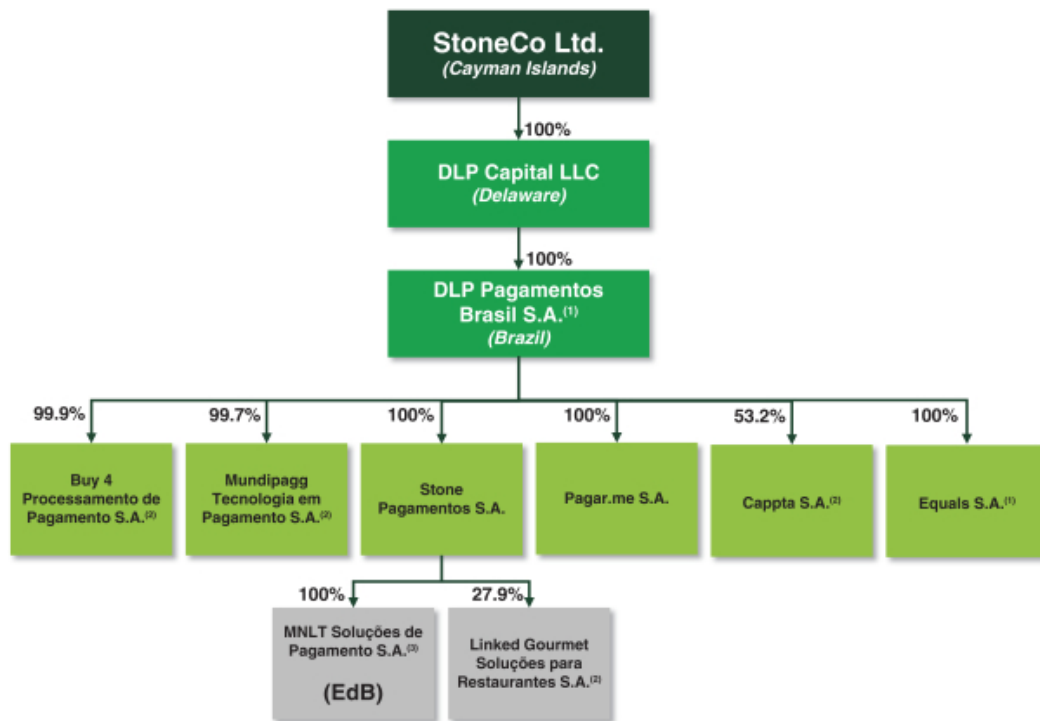 StoneCo Ltd.
(Cayman Islands)
100%
DLP Capital LLC
(Delaware)
100%
DLP Pagamentos
Brasil S.A.(1)
(Brazil)
99.9%
99.7%
100%
100%
53.2%
100%
Buy 4
Processamento de
Pagamento S.A.(2)
Mundipagg
Tecnologia em
Pagamento S.A.(2)
Stone
Pagamentos S.A.
Pagar.me S.A.
Cappta S.A.(2)
Equals S.A.(1)
100%
27.9%
MNLT Soluções de
Pagamento S.A.(3)
(EdB)
Linked Gourmet
Soluções para
Restaurantes S.A.(2)